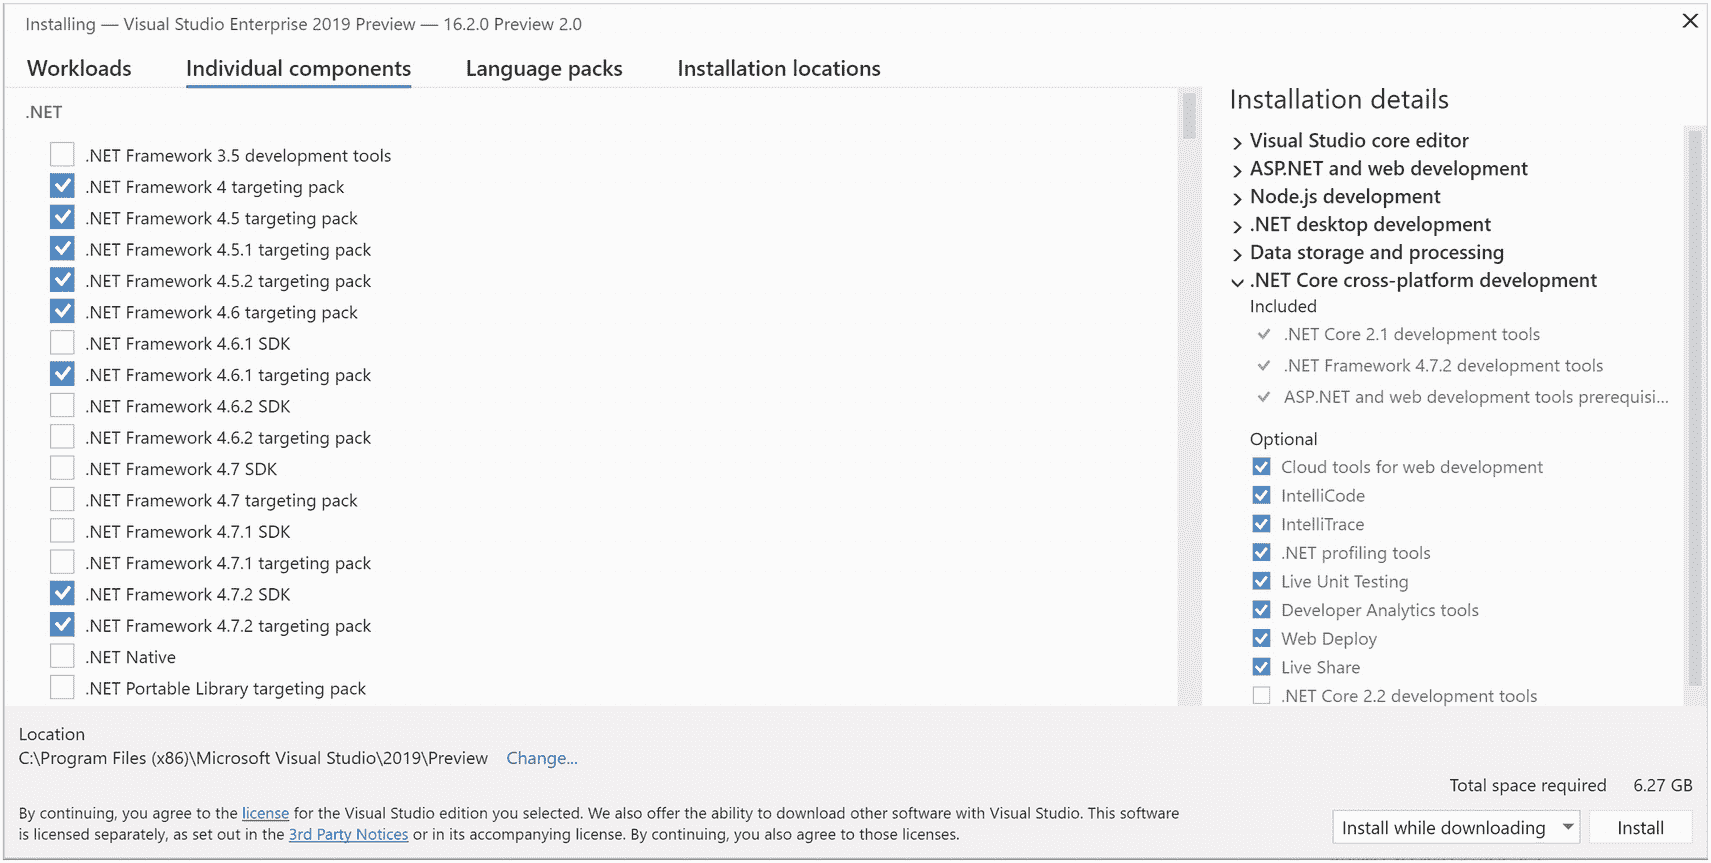 Installing — Visual Studio Enterprise 2019 Preview — 16.2.0 Preview 2.0
Workloads Individual components Language packs Installation locations
.NET
.NET Framework 3.5 development tools
.NET Framework 4 targeting pack
.NET Framework 4.5 targeting pack
.NET Framework 4.5.1 targeting pack
.NET Framework 4.5.2 targeting pack
.NET Framework 4.6 targeting pack
.NET Framework 4.6.1 SDK
.NET Framework 4.6.1 targeting pack
.NET Framework 4.6.2 SDK
.NET Framework 4.6.2 targeting pack
.NET Framework 4.7 SDK
.NET Framework 4.7 targeting pack
.NET Framework 4.7.1 SDK
.NET Framework 4.7.1 targeting pack
.NET Framework 4.7.2 SDK
.NET Framework 4.7.2 targeting pack
.NET Native
.NET Portable Library targeting pack
Installation details
Visual Studio core editor
ASP.NET and web development
Node.js development
.NET desktop development
Data storage and processing
.NET Core cross-platform development
Included
.NET Core 2.1 development tools
.NET Framework 4.7.2 development tools
ASP.NET and web development tools prerequisi...
Optional
Cloud tools for web development
IntelliCode
IntelliTrace
.NET profiling tools
Live Unit Testing
Developer Analytics tools
Web Deploy
Live Share
.NET Core 2.2 development tools
Location
C:\Program Files (x86)\Microsoft Visual Studio\2019\Preview Change...
Total space required 6.27 GB
By continuing, you agree to the license for the Visual Studio edition you selected. We also offer the ability to download other software with Visual Studio. This software
is licensed separately, as set out in the 3rd Party Notices or in its accompanying license. By continuing, you also agree to those licenses.
Install while downloading Install